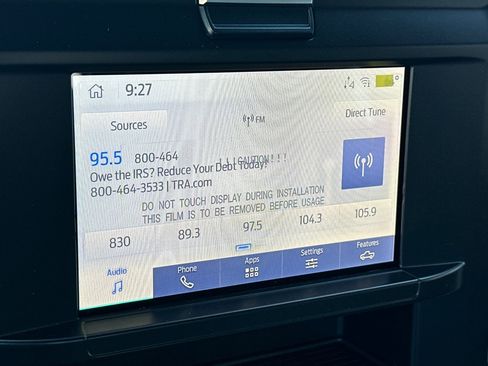 9:27
Sources
FM
Direct Tune
95.5 800-464
! ! ! CAUTION ! ! !
Owe the IRS? Reduce Your Debt Today!
800-464-3533 | TRA.com
DO NOT TOUCH DISPLAY DURING INSTALLATION
THIS FILM IS TO BE REMOVED BEFORE USAGE
830 89.3 97.5 104.3 105.9
Audio Phone Apps Settings Features